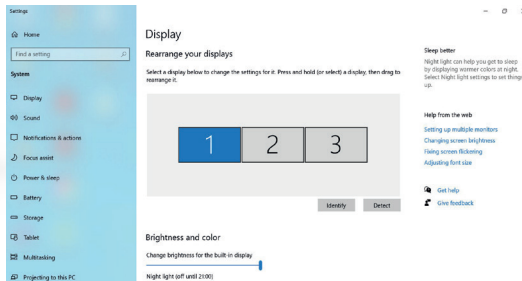 Settings
Home
Find a setting
System
Display
Sound
Notifications & actions
Focus assist
Power & sleep
Battery
Storage
Tablet
Multitasking
Projecting to this PC
Display
Rearrange your displays
Select a display below to change the settings for it. Press and hold (or select) a display, then drag to
rearrange it.
1 2 3
Identify Detect
Brightness and color
Change brightness for the built-in display
Night light (off until 21:00)
Sleep better
Night light can help you get to sleep
by displaying warmer colors at night.
Select Night light settings to set things
up.
Help from the web
Setting up multiple monitors
Changing screen brightness
Fixing screen flickering
Adjusting font size
Get help
Give feedback